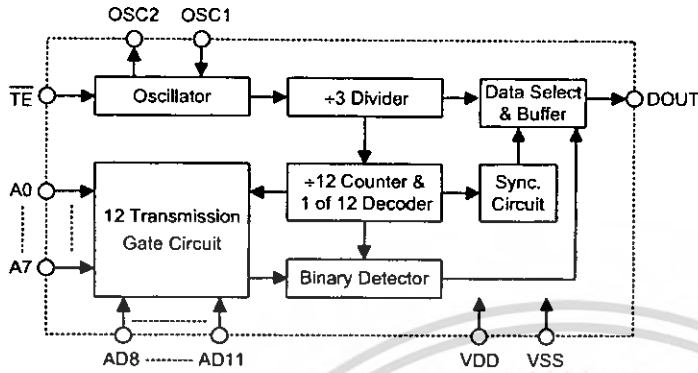 OSC2 OSC1
TE
Oscillator
÷3 Divider
Data Select
& Buffer
DOUT
A0
12 Transmission
Gate Circuit
÷12 Counter &
1 of 12 Decoder
Sync.
Circuit
A7
Binary Detector
AD8 AD11
VDD VSS